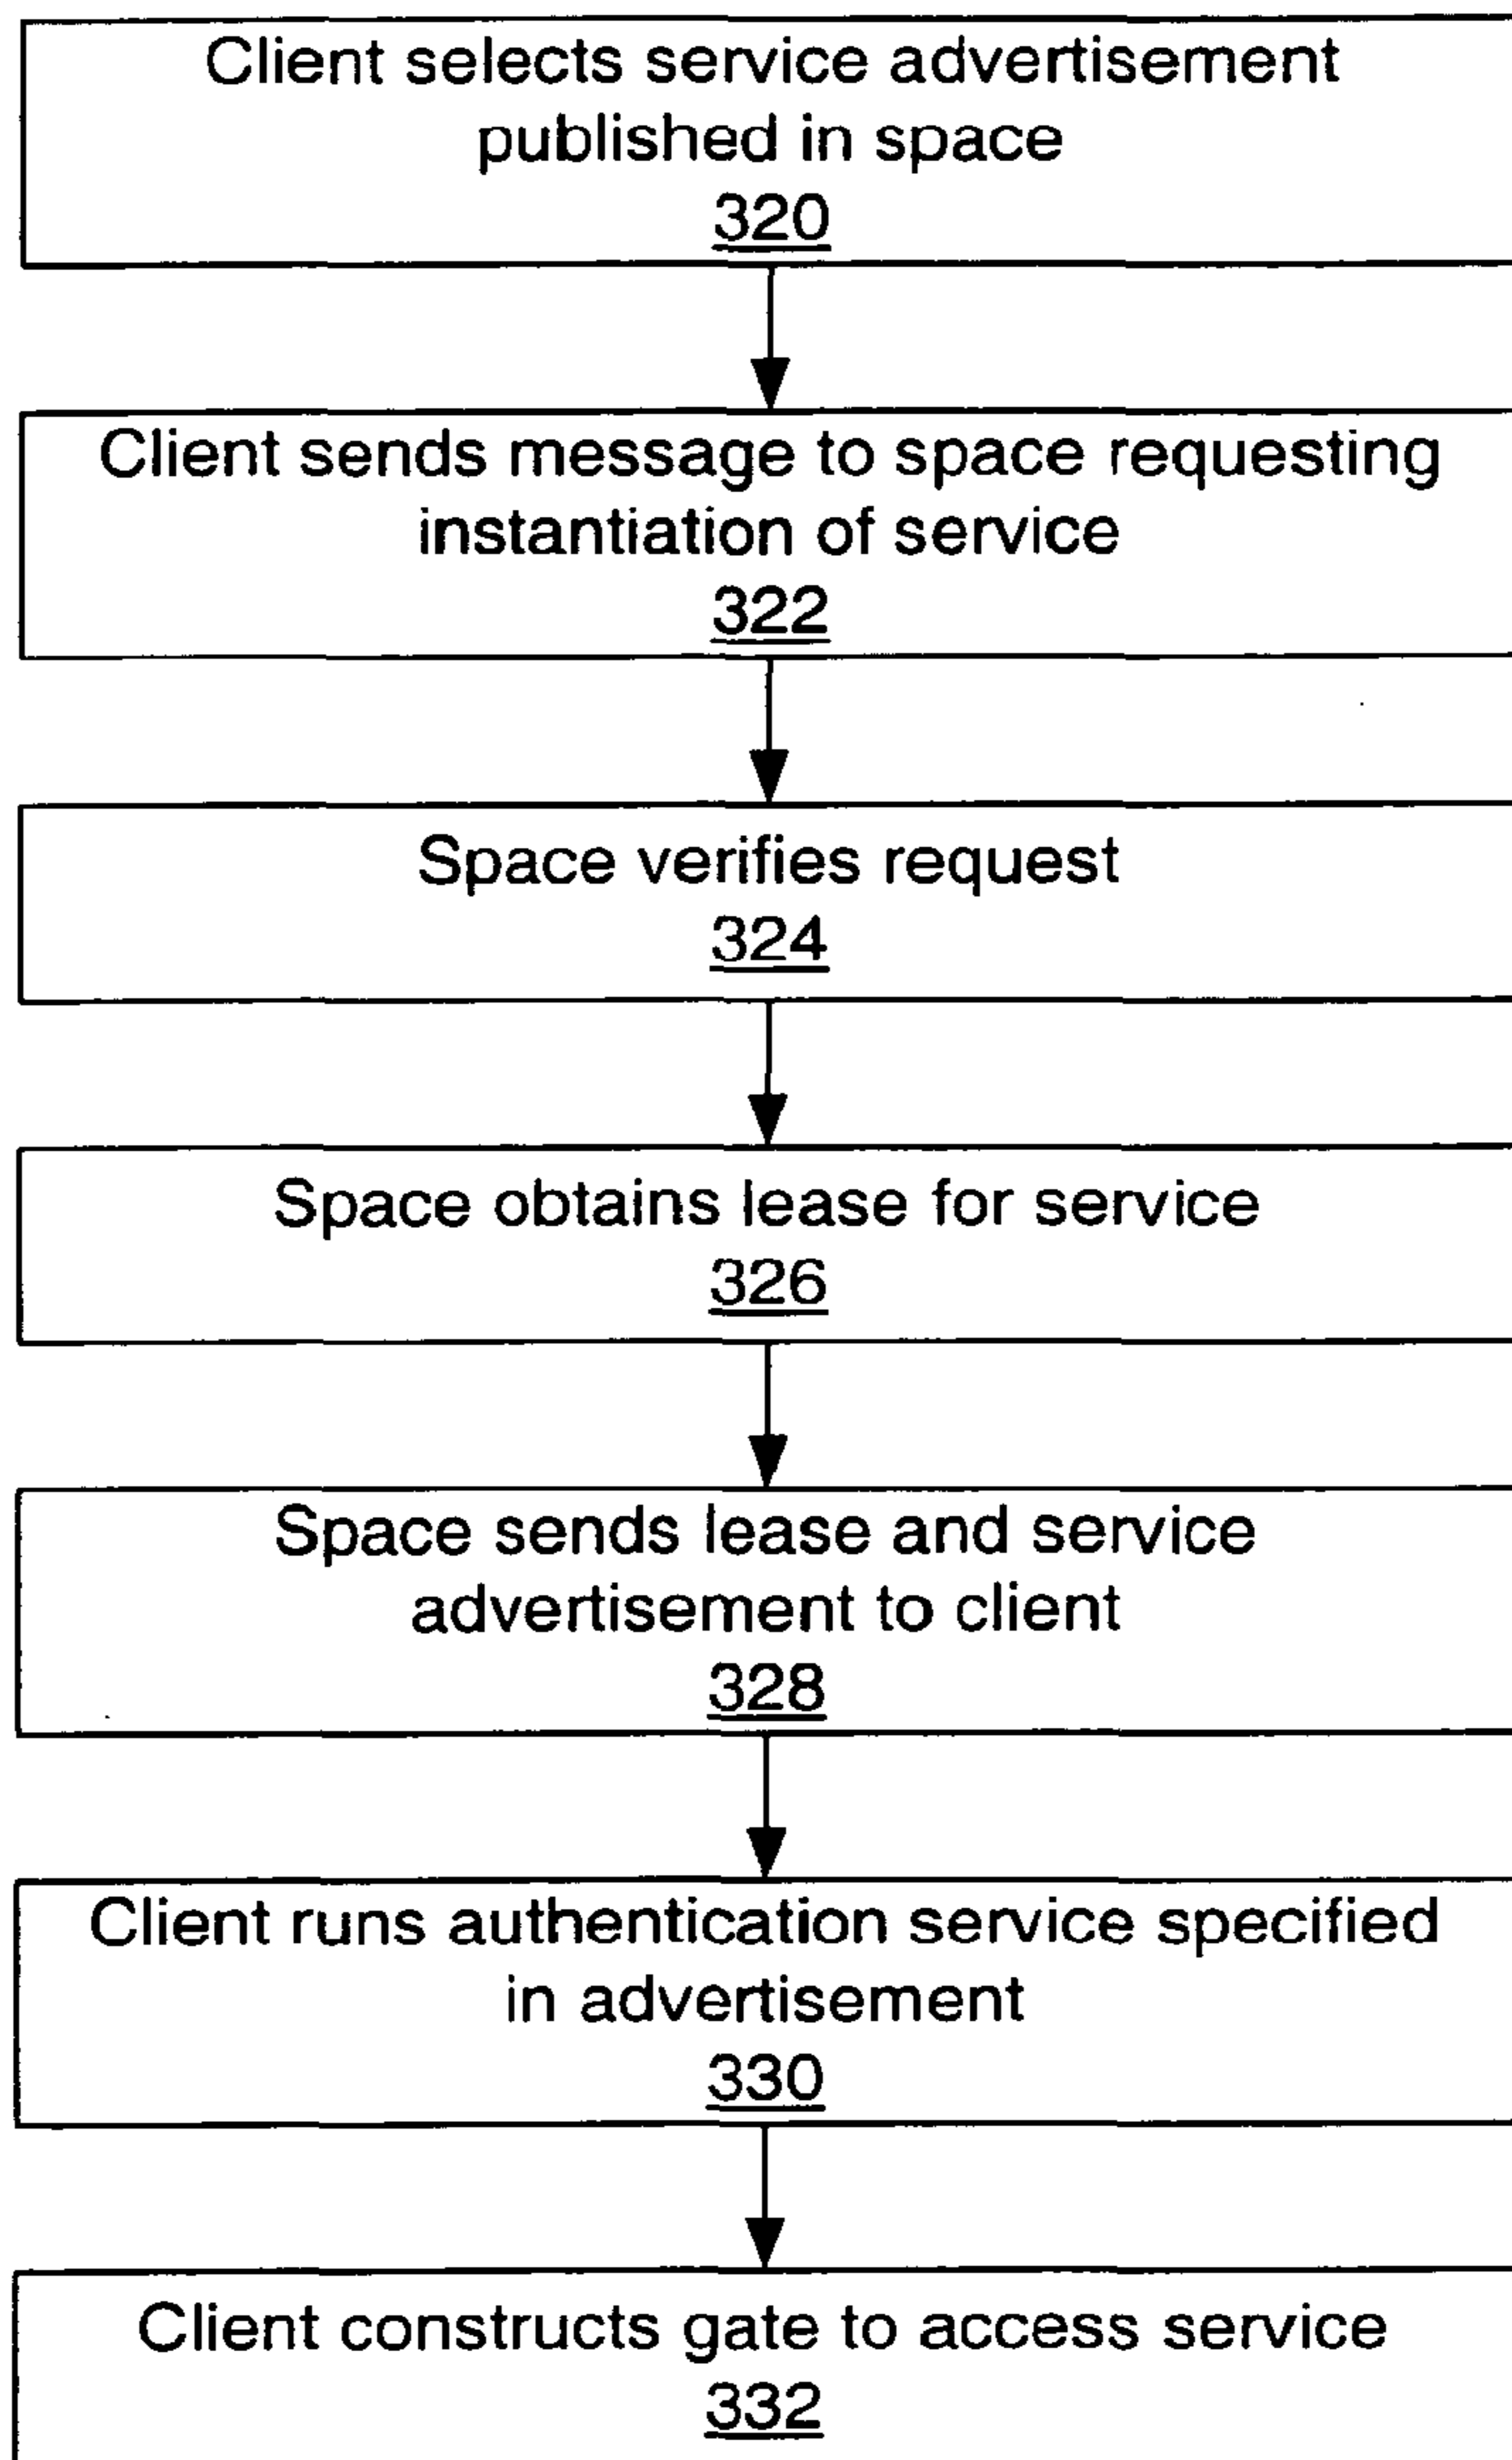 Client selects service advertisement
published in space
320
Client sends message to space requesting
instantiation of service
322
Space verifies request
324
Space obtains lease for service
326
Space sends lease and service
advertisement to client
328
Client runs authentication service specified
in advertisement
330
Client constructs gate to access service
332